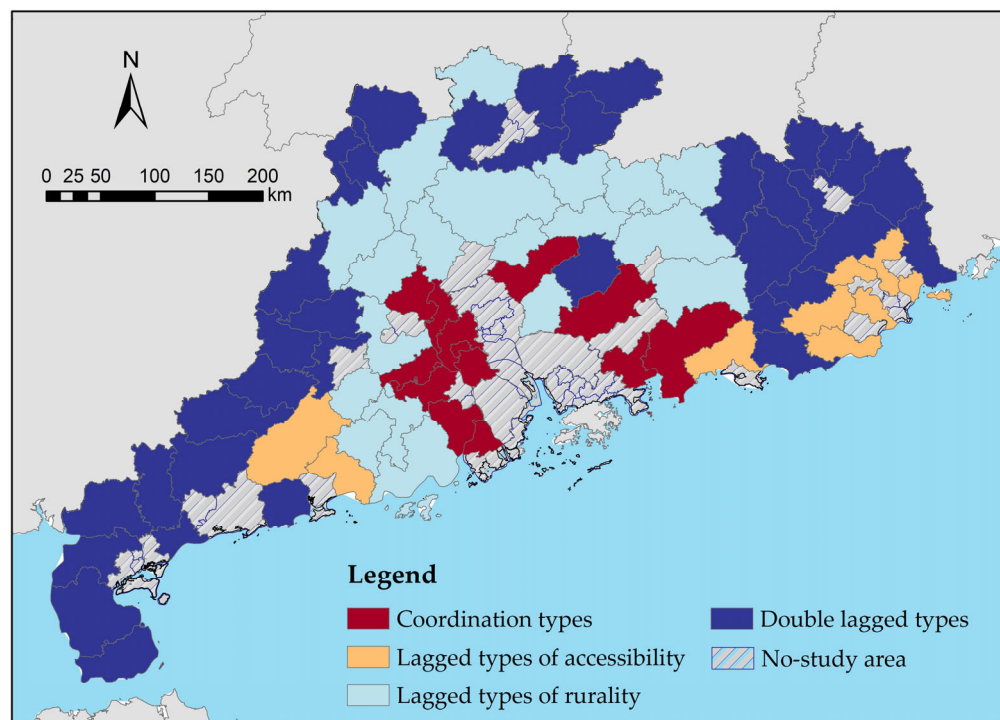 N
0 25 50 100 150 200
km
Legend
Coordination types
Double lagged types
Lagged types of accessibility
No-study area
Lagged types of rurality